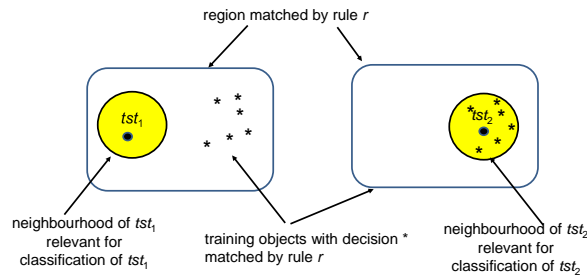 region matched by rule r
tst1
* * * * * *
tst2
* * * * * *
neighbourhood of tst1
relevant for
classification of tst1
training objects with decision *
matched by rule r
neighbourhood of tst2
relevant for
classification of tst2